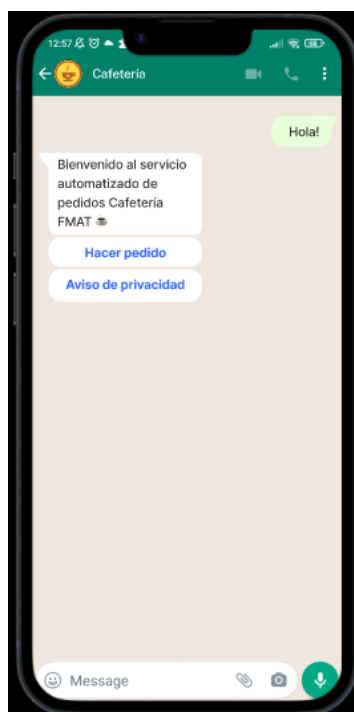 12:57
Cafetería
Hola!
Bienvenido al servicio
automatizado de
pedidos Cafetería
FMAT ☕
Hacer pedido
Aviso de privacidad
Message